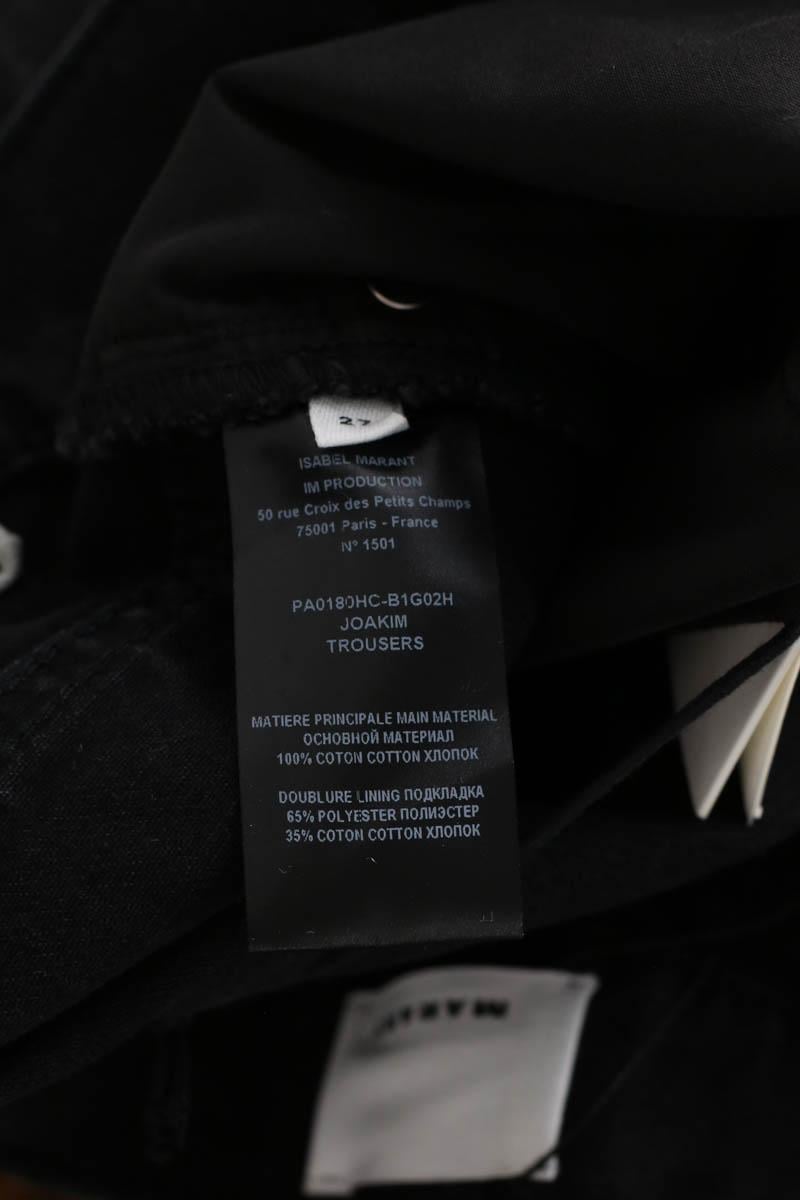 27
ISABEL MARANT
IM PRODUCTION
50 rue Croix des Petits Champs
75001 Paris - France
N° 1501
PA0180HC-B1G02H
JOAKIM
TROUSERS
MATIERE PRINCIPALE MAIN MATERIAL
ОСНОВНОЙ МАТЕРИАЛ
100% COTON COTTON ХЛОПОК
DOUBLURE LINING ПОДКЛАДКА
65% POLYESTER ПОЛИЭСТЕР
35% COTON COTTON ХЛОПОК